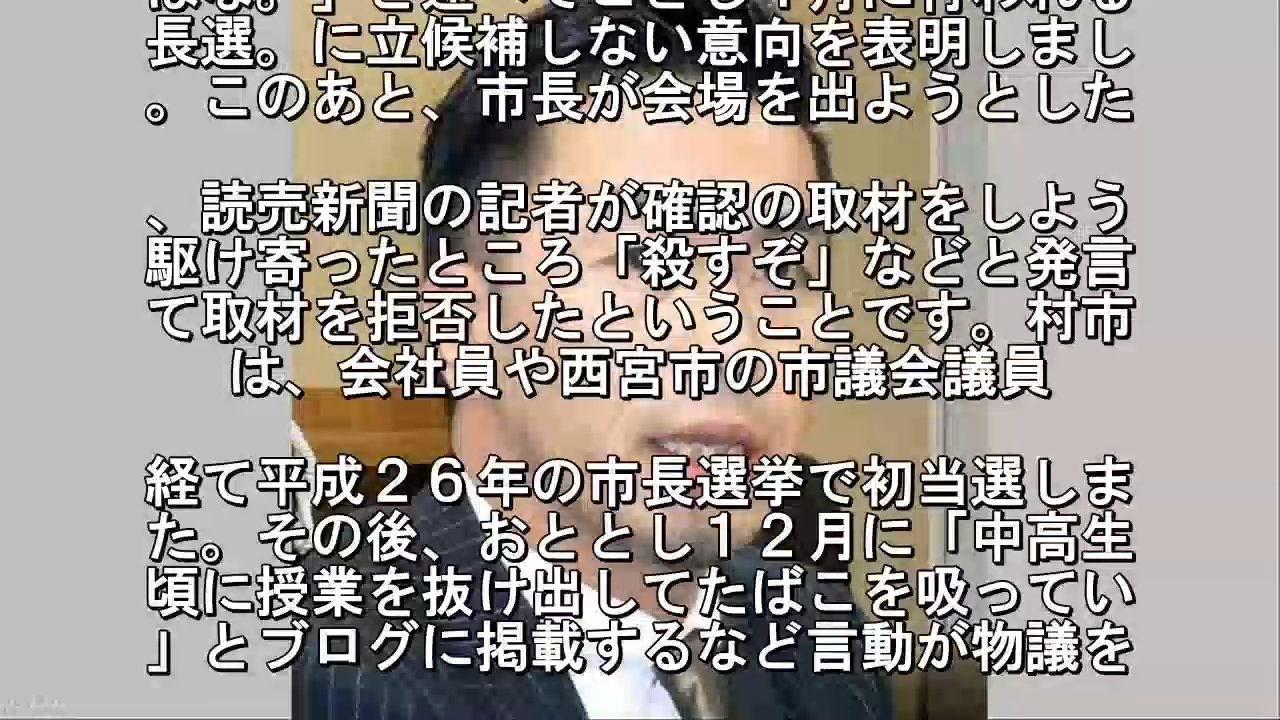 長選。に立候補しない意向を表明しまし
。このあと、市長が会場を出ようとした
、読売新聞の記者が確認の取材をしよう
駆け寄ったところ「殺すぞ」などと発言
て取材を拒否したということです。村市
は、会社員や西宮市の市議会議員
経て平成２６年の市長選挙で初当選しま
た。その後、おととし１２月に「中高生
頃に授業を抜け出してたばこを吸ってい
」とブログに掲載するなど言動が物議を